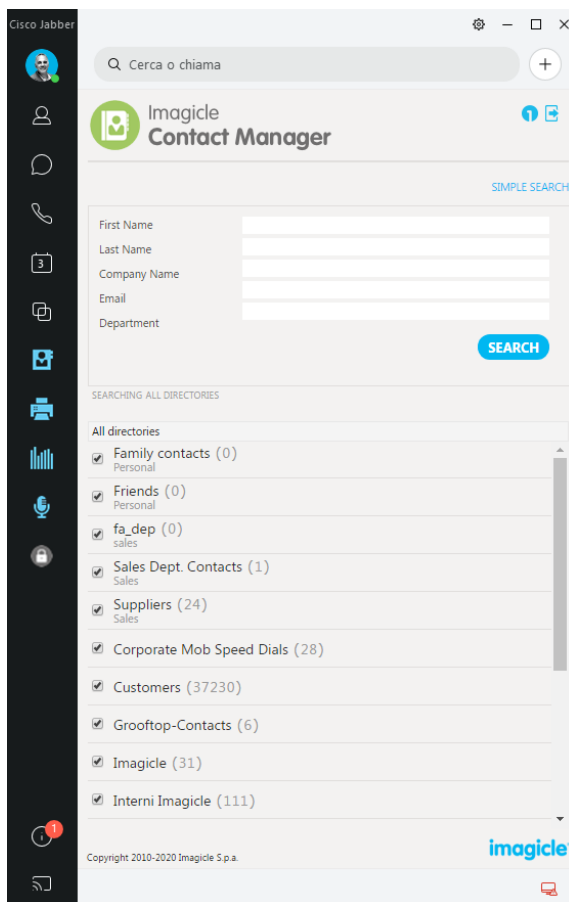 Cisco Jabber
Cerca o chiama
Imagicle
Contact Manager
SIMPLE SEARCH
First Name
Last Name
Company Name
Email
Department
SEARCH
SEARCHING ALL DIRECTORIES
All directories
Family contacts (0)
Personal
Friends (0)
Personal
fa_dep (0)
sales
Sales Dept. Contacts (1)
Sales
Suppliers (24)
Sales
Corporate Mob Speed Dials (28)
Customers (37230)
Grooftop-Contacts (6)
Imagicle (31)
Interni Imagicle (111)
3
1
Copyright 2010-2020 Imagicle S.p.a.
imagicle